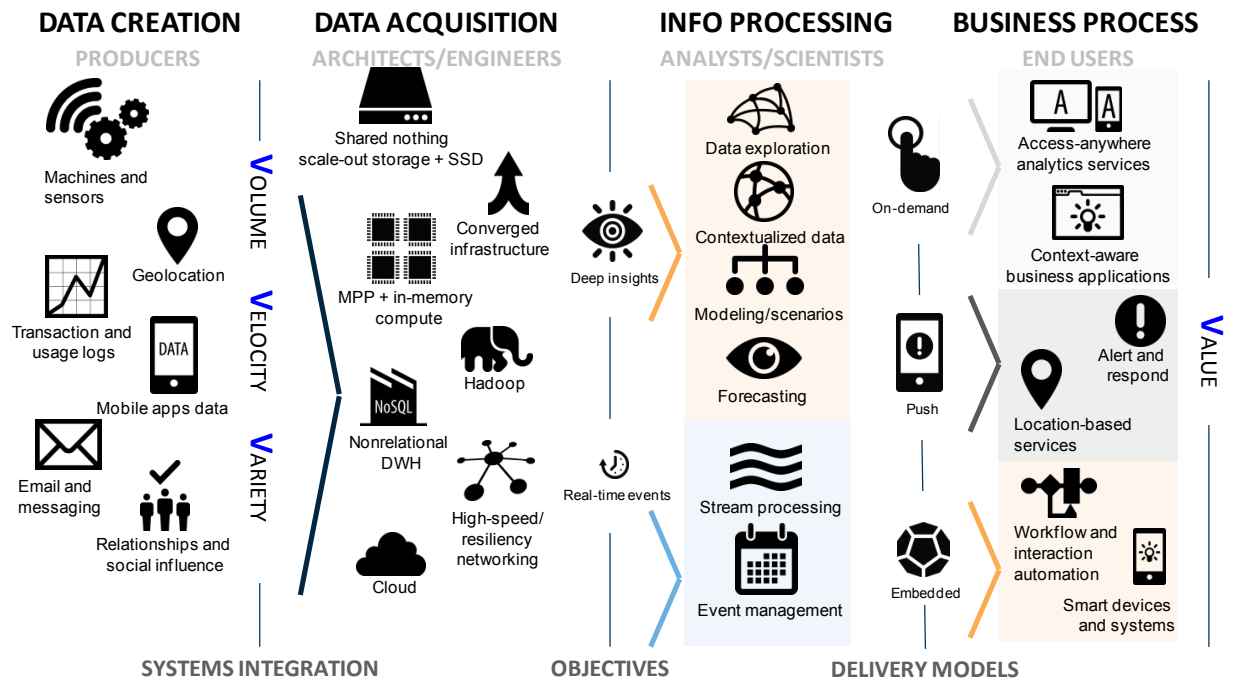 DATA CREATION
PRODUCERS
Machines and
sensors
Geolocation
Transaction and
usage logs
DATA
Mobile apps data
Email and
messaging
Relationships and
social influence
VOLUME
VELOCITY
VARIETY
SYSTEMS INTEGRATION
DATA ACQUISITION
ARCHITECTS/ENGINEERS
Shared nothing
scale-out storage + SSD
Converged
infrastructure
MPP + in-memory
compute
Hadoop
NoSQL
Nonrelational
DWH
High-speed/
resiliency
networking
Cloud
Deep insights
Real-time events
OBJECTIVES
INFO PROCESSING
ANALYSTS/SCIENTISTS
Data exploration
Contextualized data
Modeling/scenarios
Forecasting
Stream processing
Event management
On-demand
Push
Embedded
DELIVERY MODELS
BUSINESS PROCESS
END USERS
A
A
Access-anywhere
analytics services
Context-aware
business applications
Alert and
respond
Location-based
services
Workflow and
interaction
automation
Smart devices
and systems
VALUE